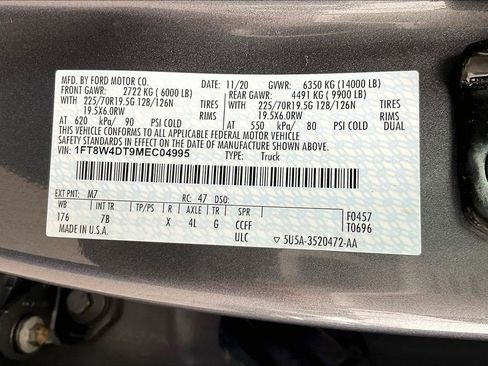 MFD. BY FORD MOTOR CO. 11/20 GVWR: 6350 KG (14000 LB)
FRONT GAWR: 2722 KG ( 6000 LB) REAR GAWR: 4491 KG ( 9900 LB)
WITH 225/70R19.5G 128/126N TIRES WITH 225/70R19.5G 128/126N TIRES
19.5X6.0RW RIMS 19.5X6.0RW RIMS
AT 620 kPa/ 90 PSI COLD AT 550 kPa/ 80 PSI COLD DUAL
THIS VEHICLE CONFORMS TO ALL APPLICABLE FEDERAL MOTOR VEHICLE
SAFETY STANDARDS IN EFFECT ON THE DATE OF MANUFACTURE SHOWN ABOVE.
VIN: 1FT8W4DT9MEC04995 TYPE: Truck
EXT PNT: M7 RC: 47 DSO:
WB TP/PS R AXLE TR SPR F0457
176 7B X 4L G CCFF T0696
MADE IN U.S.A. ULC ▽ 5U5A-3520472-AA